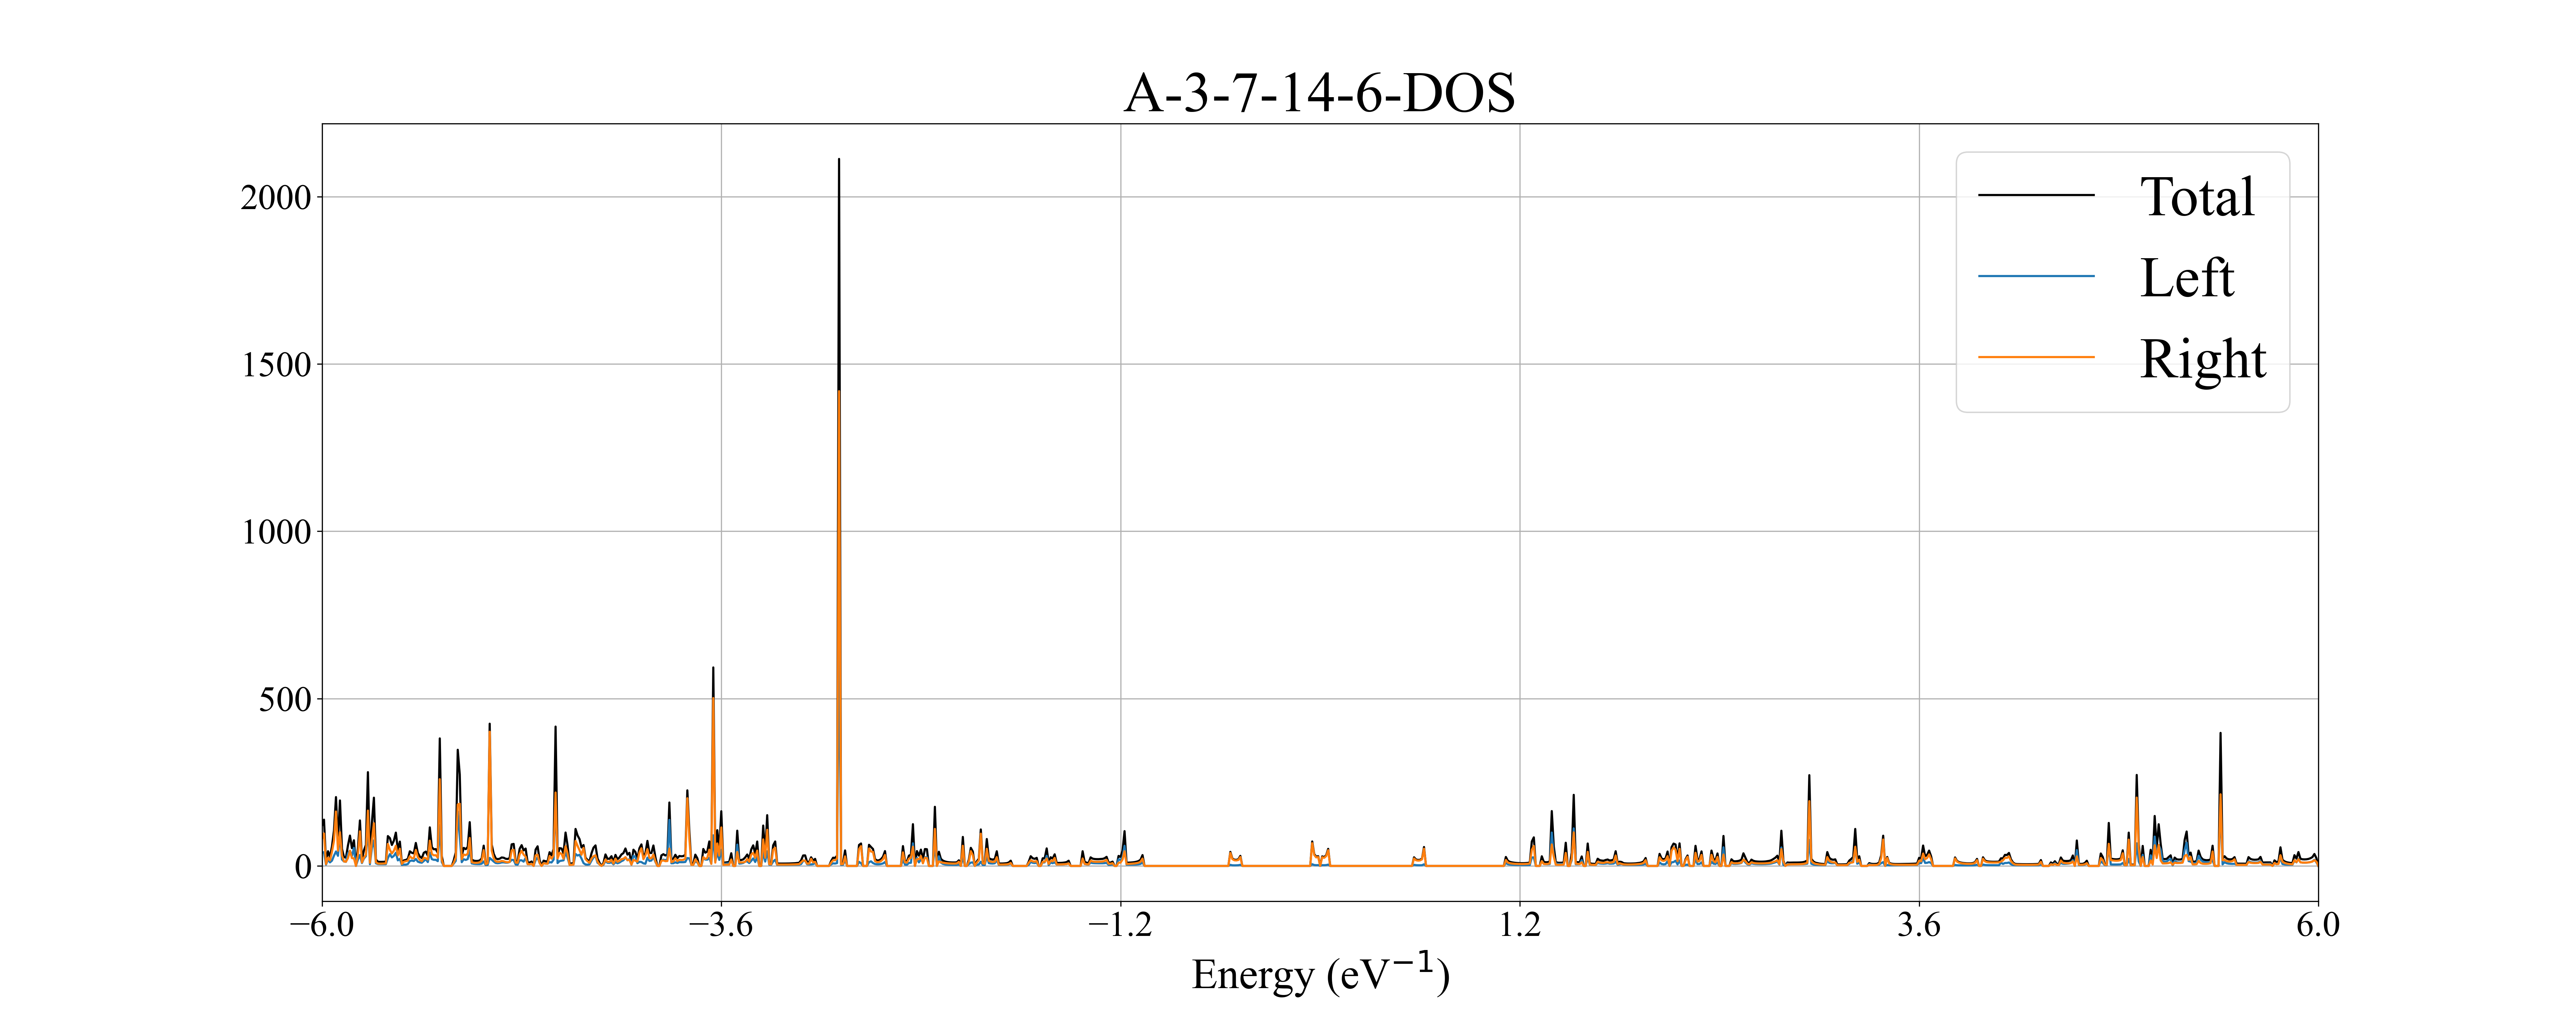 A-3-7-14-6-DOS
2000
1500
1000
500
0
Total
Left
Right
−6.0 −3.6 −1.2 1.2 3.6 6.0
Energy (eV⁻¹)